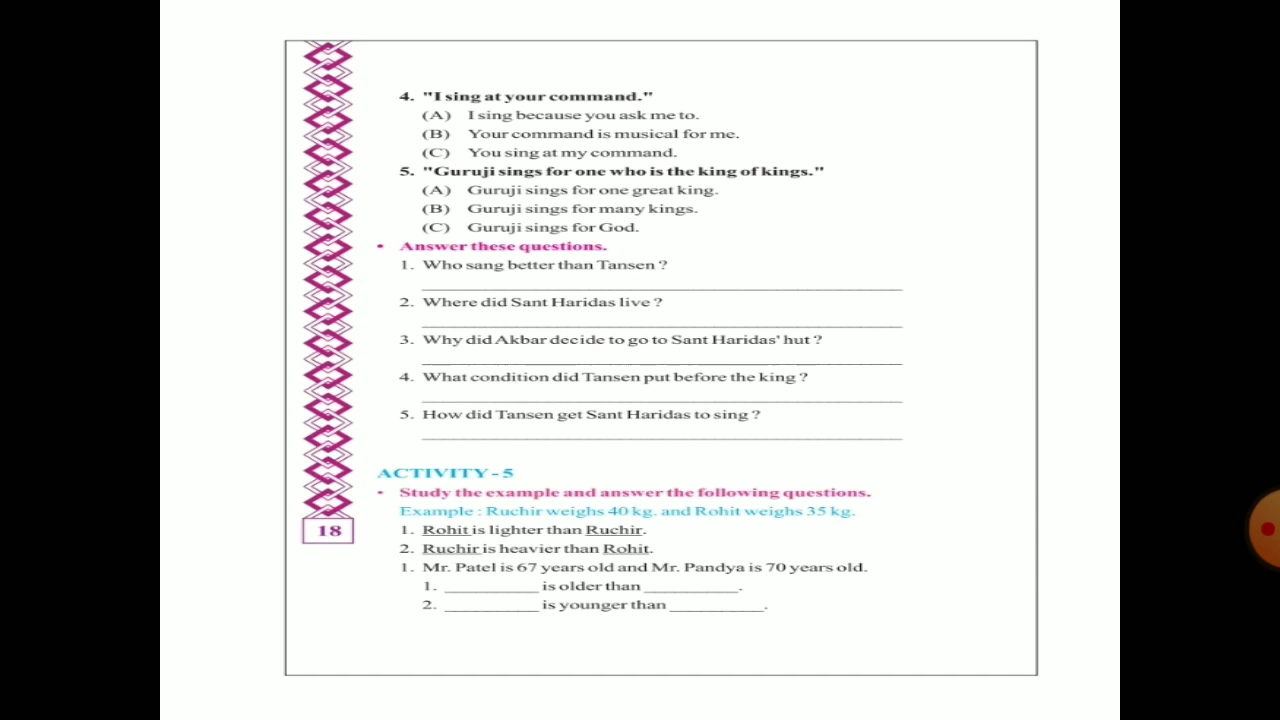 4. "I sing at your command."
(A) I sing because you ask me to.
(B) Your command is musical for me.
(C) You sing at my command.
5. "Guruji sings for one who is the king of kings."
(A) Guruji sings for one great king.
(B) Guruji sings for many kings.
(C) Guruji sings for God.
• Answer these questions.
1. Who sang better than Tansen ?
2. Where did Sant Haridas live ?
3. Why did Akbar decide to go to Sant Haridas' hut ?
4. What condition did Tansen put before the king ?
5. How did Tansen get Sant Haridas to sing ?
ACTIVITY - 5
• Study the example and answer the following questions.
Example : Ruchir weighs 40 kg. and Rohit weighs 35 kg.
1. Rohit is lighter than Ruchir.
2. Ruchir is heavier than Rohit.
1. Mr. Patel is 67 years old and Mr. Pandya is 70 years old.
1. __________ is older than __________.
2. __________ is younger than __________.
18